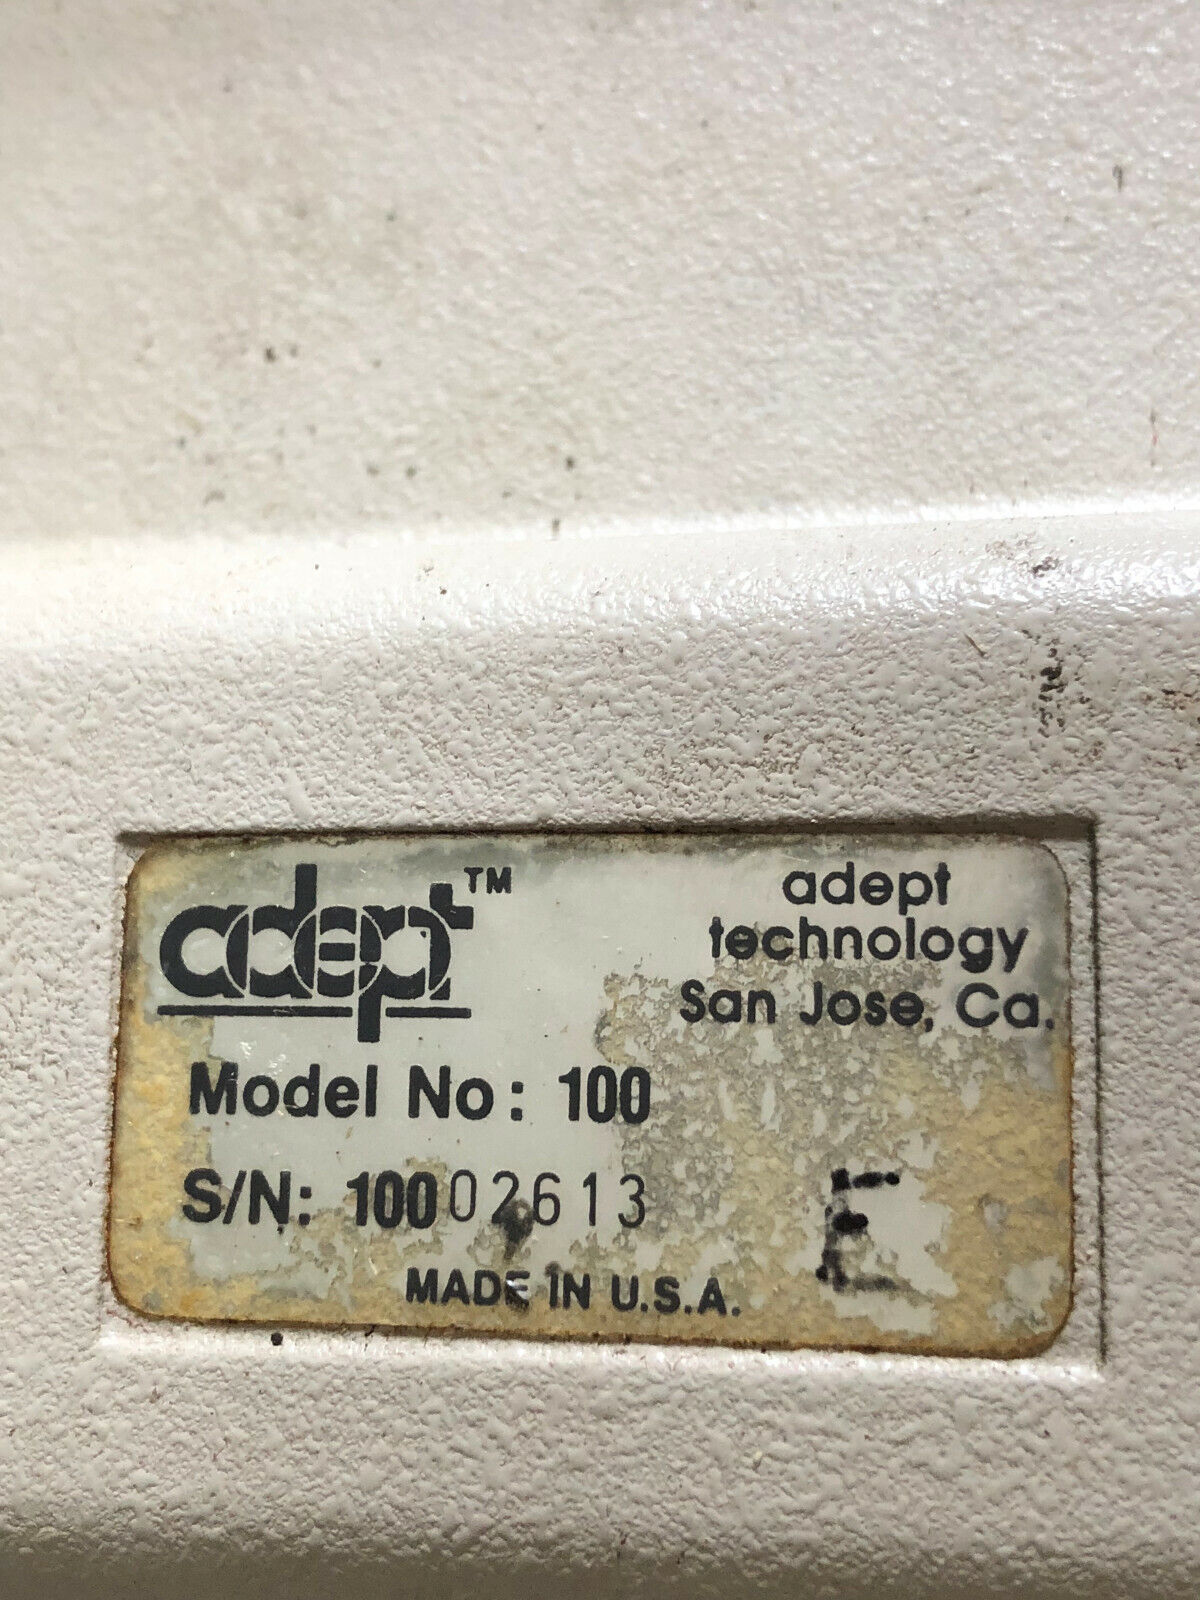 adept™
adept
technology
San Jose, Ca.
Model No: 100
S/N: 10002613
E
MADE IN U.S.A.